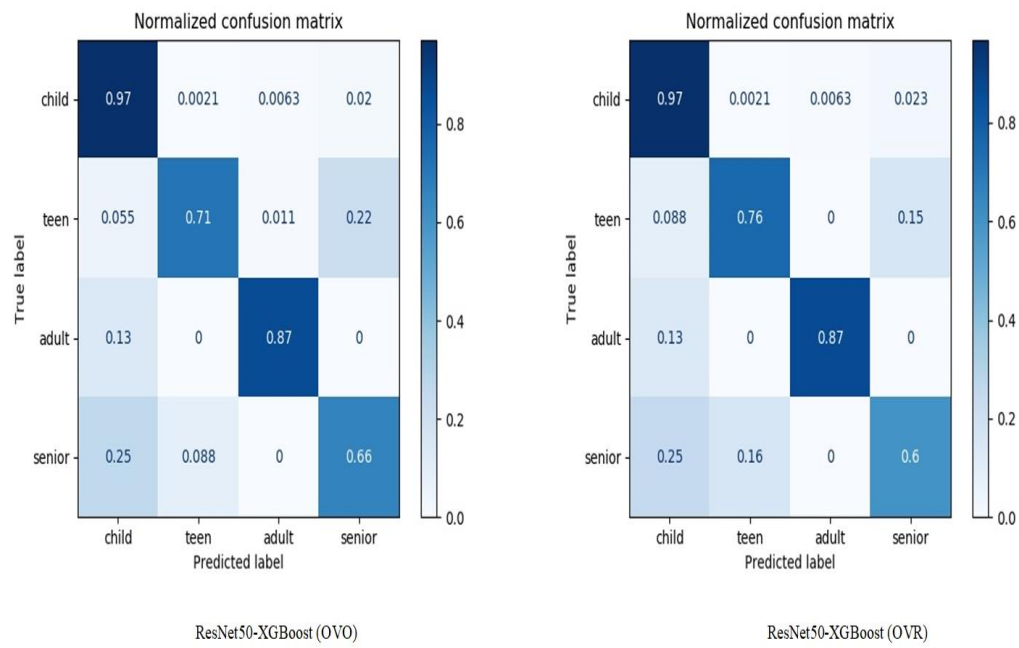 Normalized confusion matrix
child 0.97 0.0021 0.0063 0.02
teen 0.055 0.71 0.011 0.22
adult 0.13 0 0.87 0
senior 0.25 0.088 0 0.66
child teen adult senior
True label
Predicted label
0.8
0.6
0.4
0.2
0.0
ResNet50-XGBoost (OVO)
Normalized confusion matrix
child 0.97 0.0021 0.0063 0.023
teen 0.088 0.76 0 0.15
adult 0.13 0 0.87 0
senior 0.25 0.16 0 0.6
child teen adult senior
True label
Predicted label
0.8
0.6
0.4
0.2
0.0
ResNet50-XGBoost (OVR)